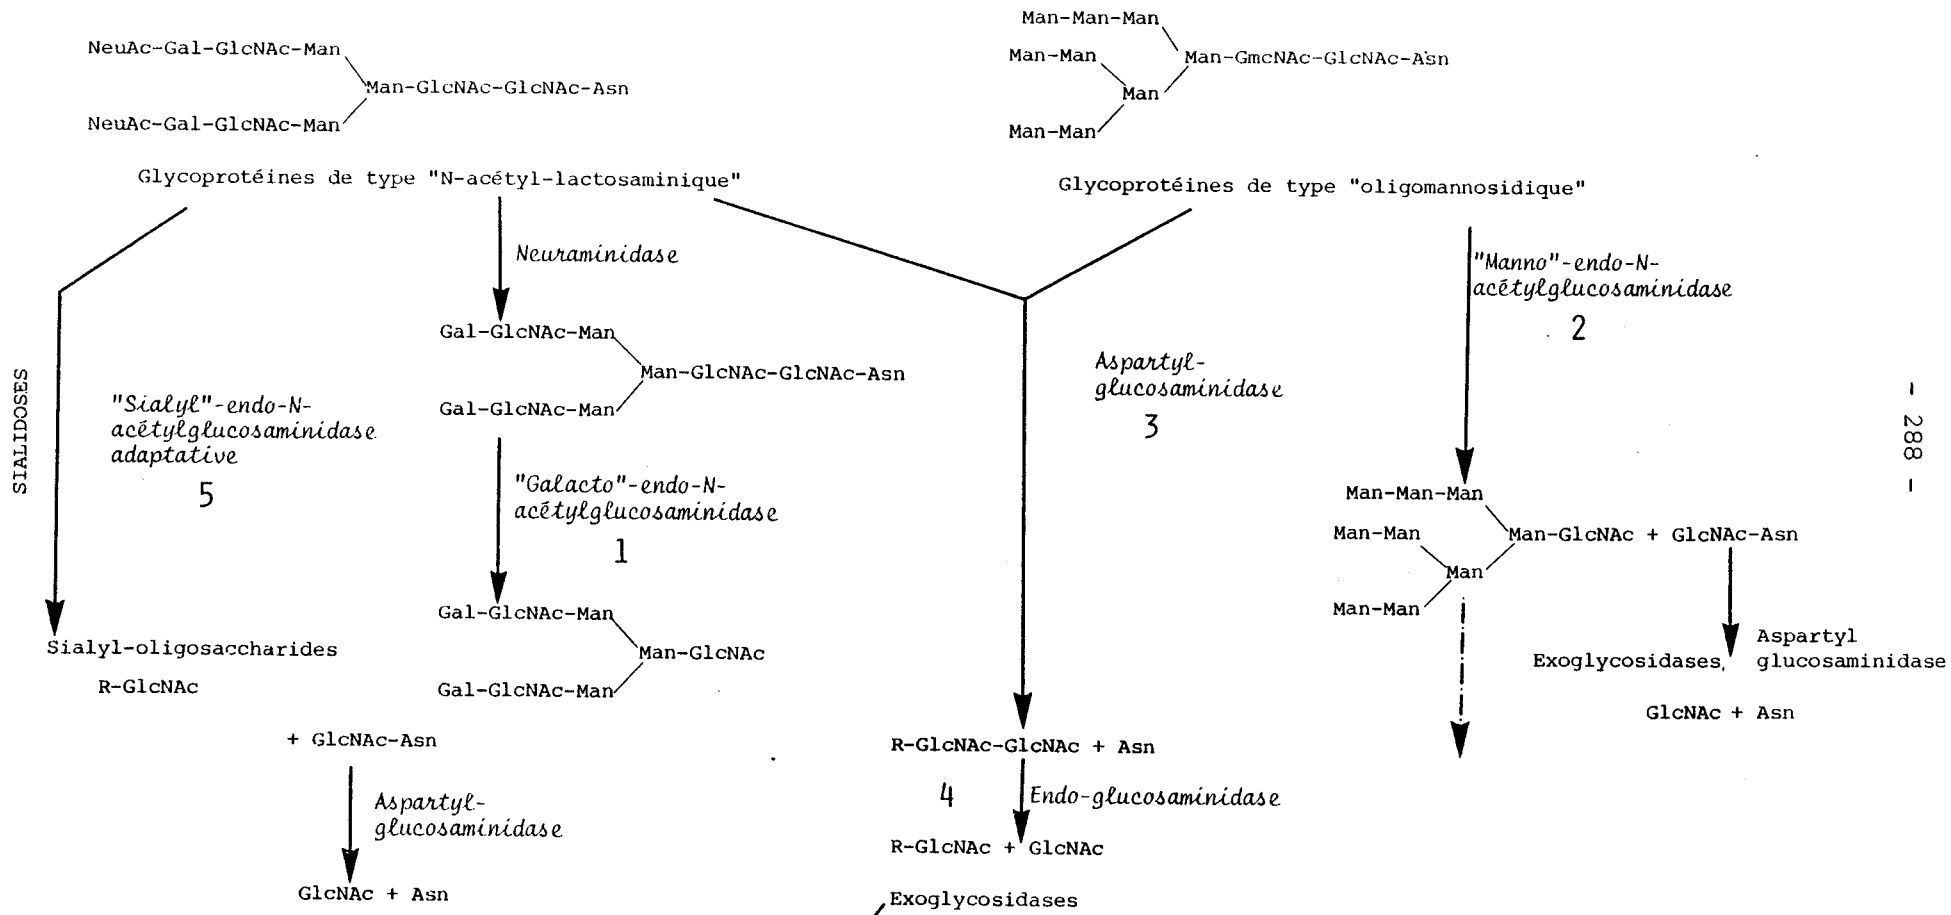 NeuAc-Gal-GlcNAc-Man
Man-GlcNAc-GlcNAc-Asn
NeuAc-Gal-GlcNAc-Man
Glycoprotéines de type "N-acétyl-lactosaminique"
Man-Man-Man
Man-Man
Man-GmcNAc-GlcNAc-Asn
Man
Man-Man
Glycoprotéines de type "oligomannosidique"
SIALIDOSES
"Sialyl"-endo-N-
acétylglucosaminidase
adaptative
5
Sialyl-oligosaccharides
R-GlcNAc
+ GlcNAc-Asn
Aspartyl-
glucosaminidase
GlcNAc + Asn
Neuraminidase
Gal-GlcNAc-Man
Man-GlcNAc-GlcNAc-Asn
Gal-GlcNAc-Man
"Galacto"-endo-N-
acétylglucosaminidase
1
Gal-GlcNAc-Man
Man-GlcNAc
Gal-GlcNAc-Man
Aspartyl-
glucosaminidase
3
R-GlcNAc-GlcNAc + Asn
4
Endo-glucosaminidase
R-GlcNAc + GlcNAc
Exoglycosidases
"Manno"-endo-N-
acétylglucosaminidase
2
Man-Man-Man
Man-Man
Man-GlcNAc + GlcNAc-Asn
Man
Man-Man
Aspartyl
glucosaminidase
Exoglycosidases,
GlcNAc + Asn
- 288 -